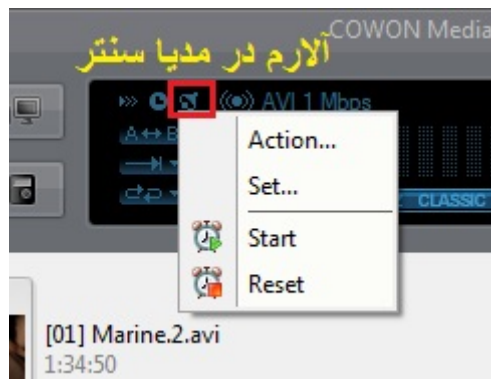 COWON Media
آلارم در مدیا سنتر
AVI 1 Mbps
A↔B
Action...
Set...
CLASSIC
Start
Reset
[01] Marine.2.avi
1:34:50